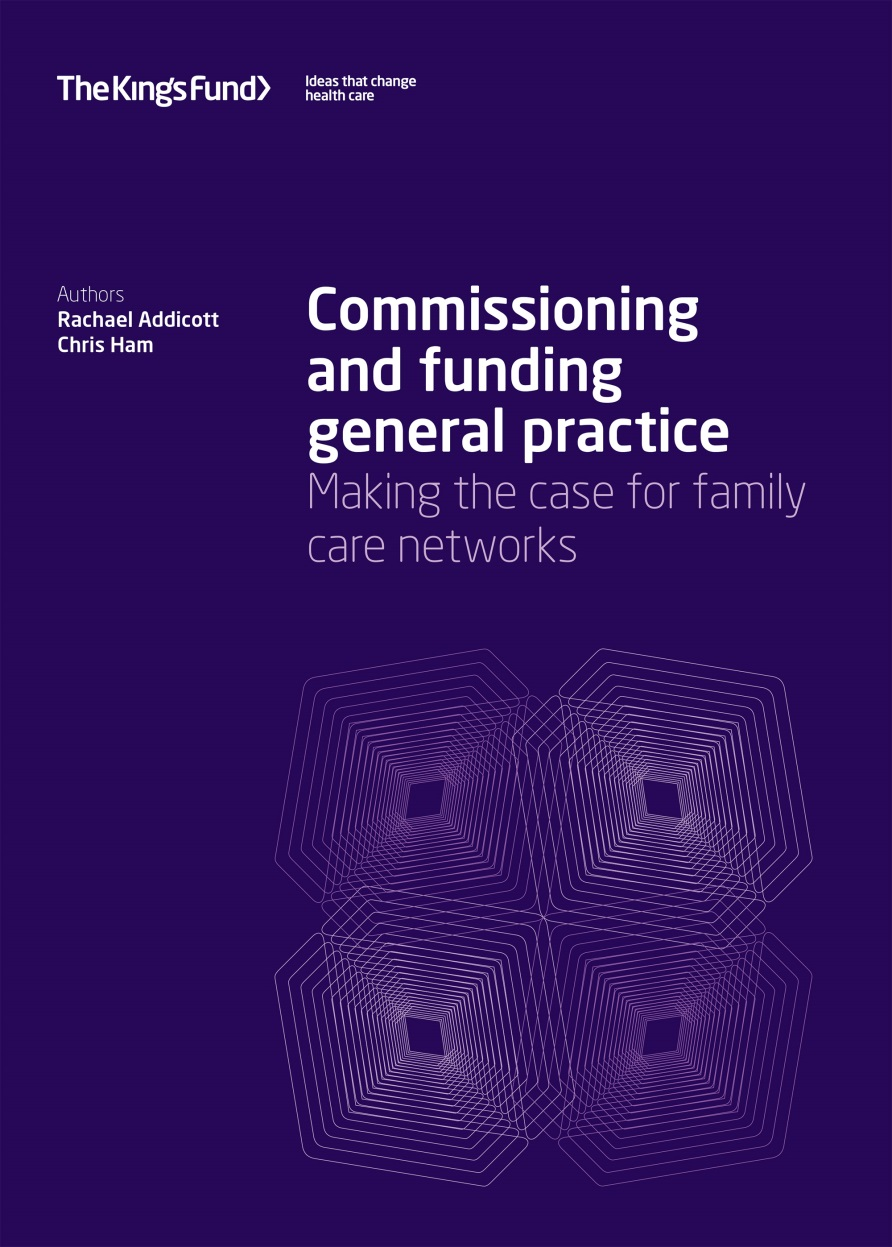 The King's Fund>
Ideas that change
health care
Authors
Rachael Addicott
Chris Ham
Commissioning
and funding
general practice
Making the case for family
care networks